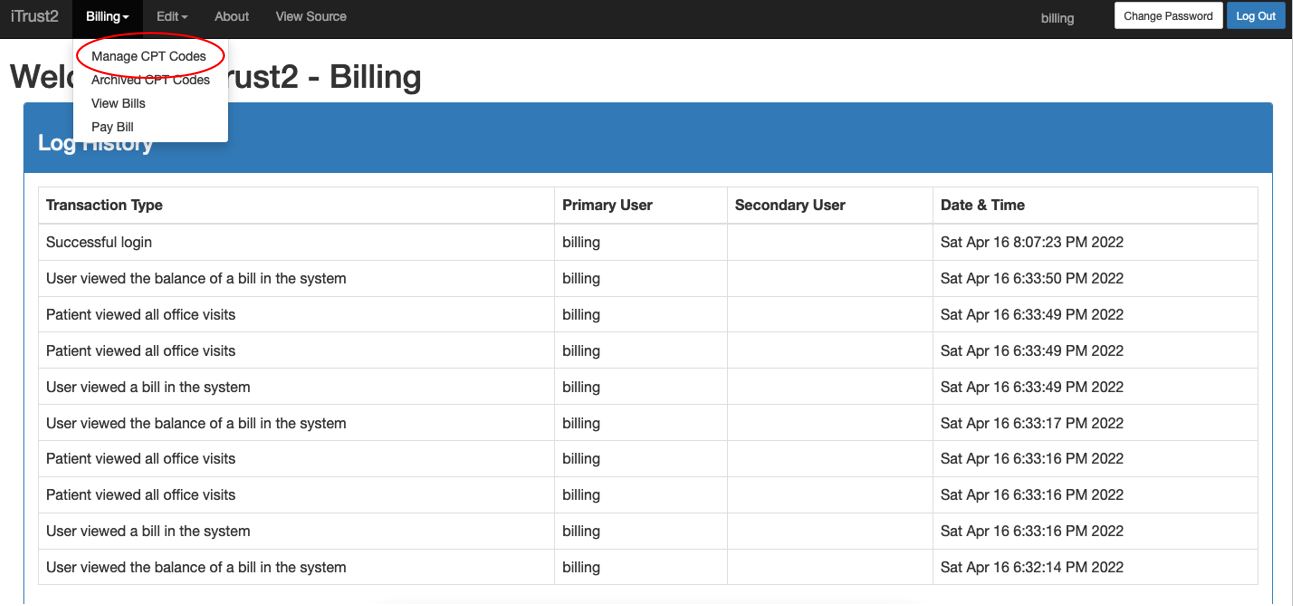 iTrust2 Billing Edit About View Source billing Change Password Log Out
Manage CPT Codes
Archived CPT Codes
View Bills
Pay Bill
Welc rust2 - Billing
Log History
Transaction Type Primary User Secondary User Date & Time
Successful login billing Sat Apr 16 8:07:23 PM 2022
User viewed the balance of a bill in the system billing Sat Apr 16 6:33:50 PM 2022
Patient viewed all office visits billing Sat Apr 16 6:33:49 PM 2022
Patient viewed all office visits billing Sat Apr 16 6:33:49 PM 2022
User viewed a bill in the system billing Sat Apr 16 6:33:49 PM 2022
User viewed the balance of a bill in the system billing Sat Apr 16 6:33:17 PM 2022
Patient viewed all office visits billing Sat Apr 16 6:33:16 PM 2022
Patient viewed all office visits billing Sat Apr 16 6:33:16 PM 2022
User viewed a bill in the system billing Sat Apr 16 6:33:16 PM 2022
User viewed the balance of a bill in the system billing Sat Apr 16 6:32:14 PM 2022